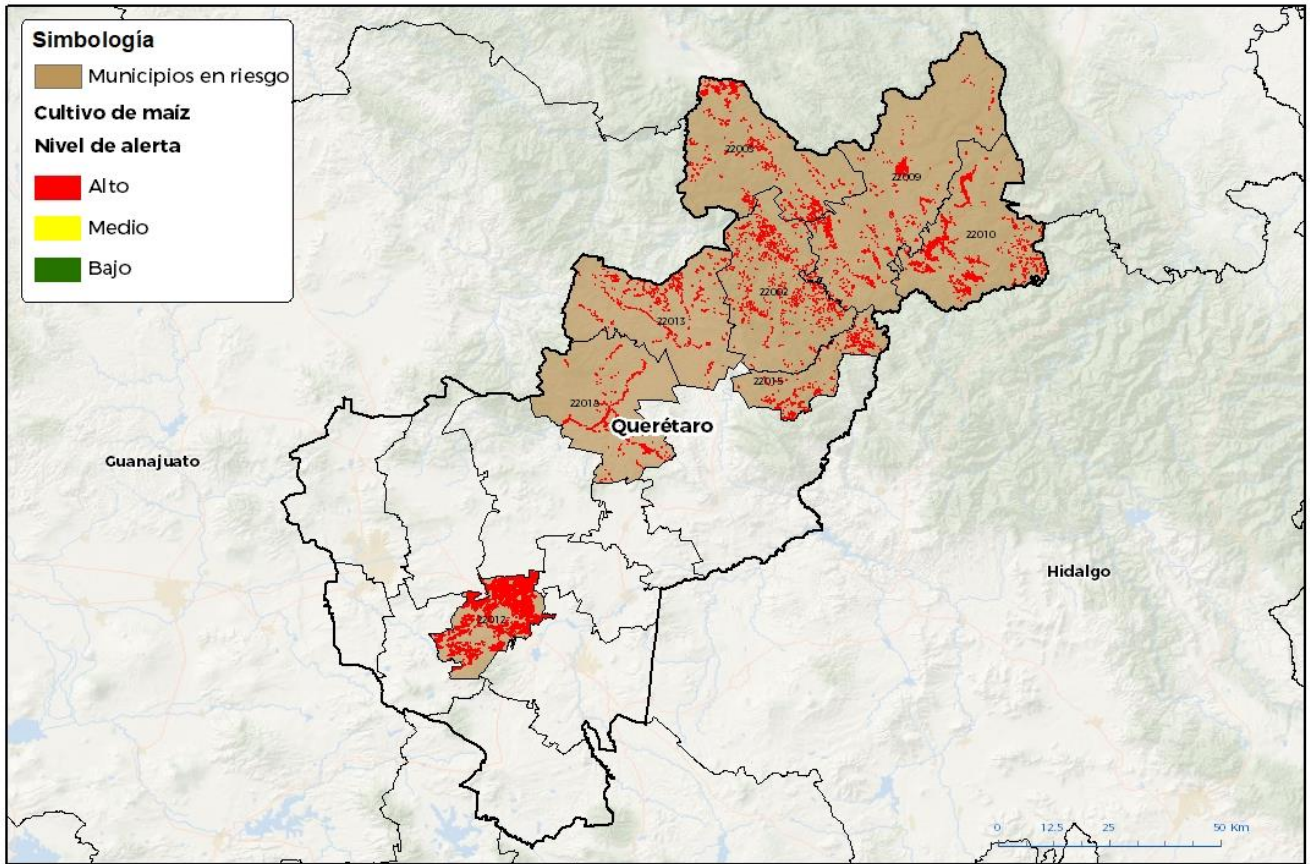 Simbología
Municipios en riesgo
Cultivo de maíz
Nivel de alerta
Alto
Medio
Bajo
22009
22010
22002
22013
22015
Querétaro
Guanajuato
Hidalgo
22012
0 12.5 25 50 Km